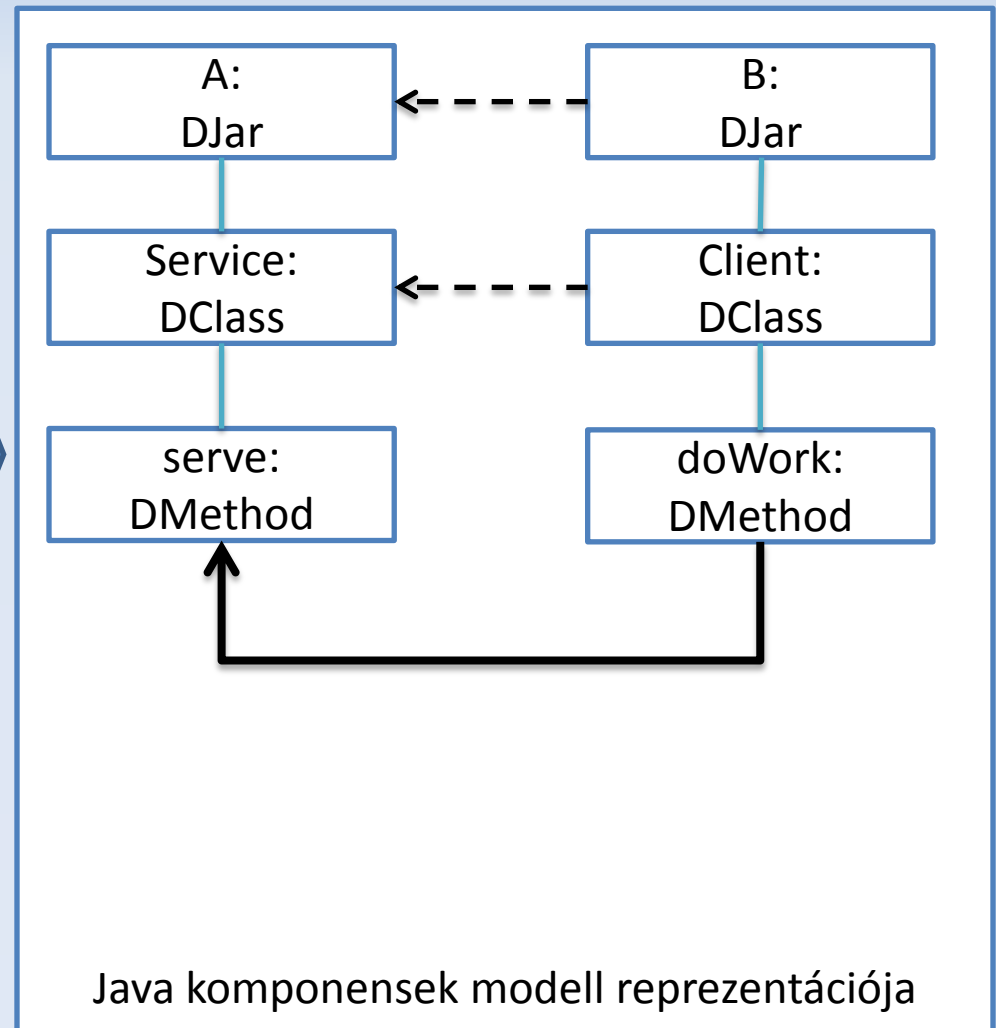 A:
DJar
B:
DJar
Service:
DClass
Client:
DClass
serve:
DMethod
doWork:
DMethod
Java komponensek modell reprezentációja